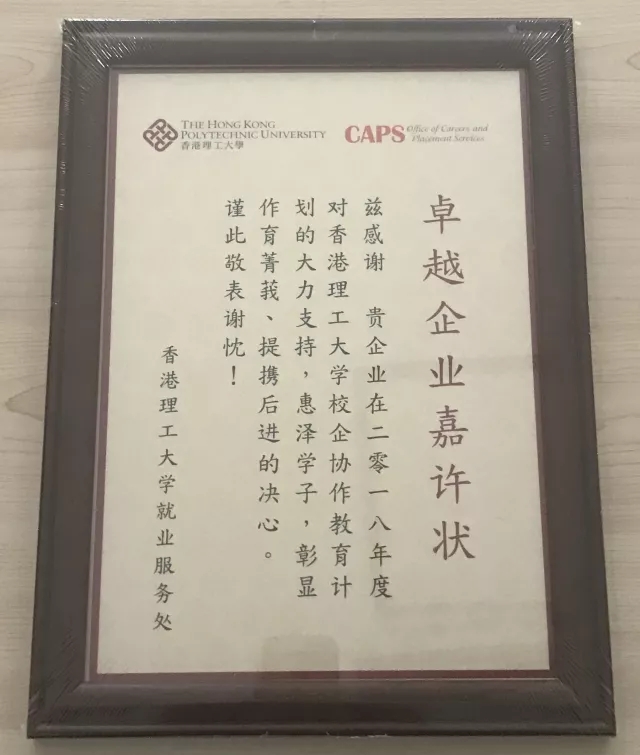 THE HONG KONG
POLYTECHNIC UNIVERSITY
香港理工大學
CAPS
Office of Careers and
Placement Services
卓越企业嘉许状
兹感谢 贵企业在二零一八年度
对香港理工大学校企协作教育计
划的大力支持，惠泽学子，彰显
作育菁莪、提携后进的决心。
谨此敬表谢忱！
香港理工大学就业服务处